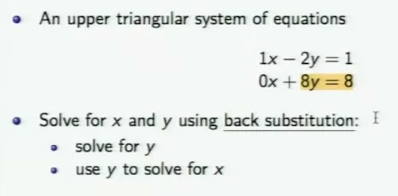 An upper triangular system of equations
1x − 2y = 1
0x + 8y = 8
Solve for x and y using back substitution:
solve for y
use y to solve for x